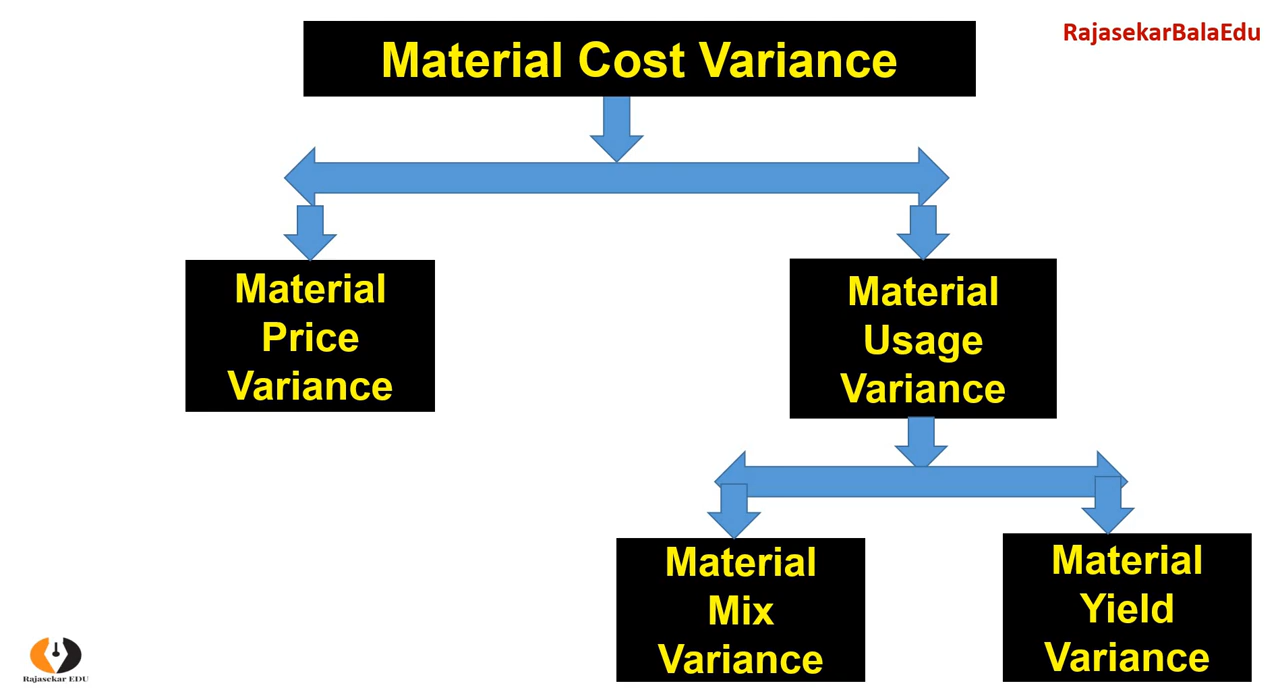 Material Cost Variance
RajasekarBalaEdu
Material
Price
Variance
Material
Usage
Variance
Material
Mix
Variance
Material
Yield
Variance
Rajasekar EDU